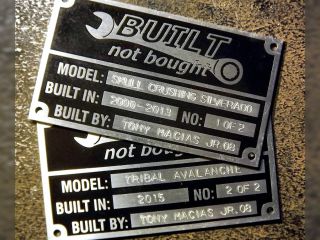 BUILT
not bought
MODEL: SKULL CRUSHING SILVERADO
BUILT IN: 2000-2013 NO: 1 OF 2
BUILT BY: TONY MACIAS JR.08
not bought
MODEL: TRIBAL AVALANCHE
BUILT IN: 2015 NO: 2 OF 2
BUILT BY: TONY MACIAS JR.08